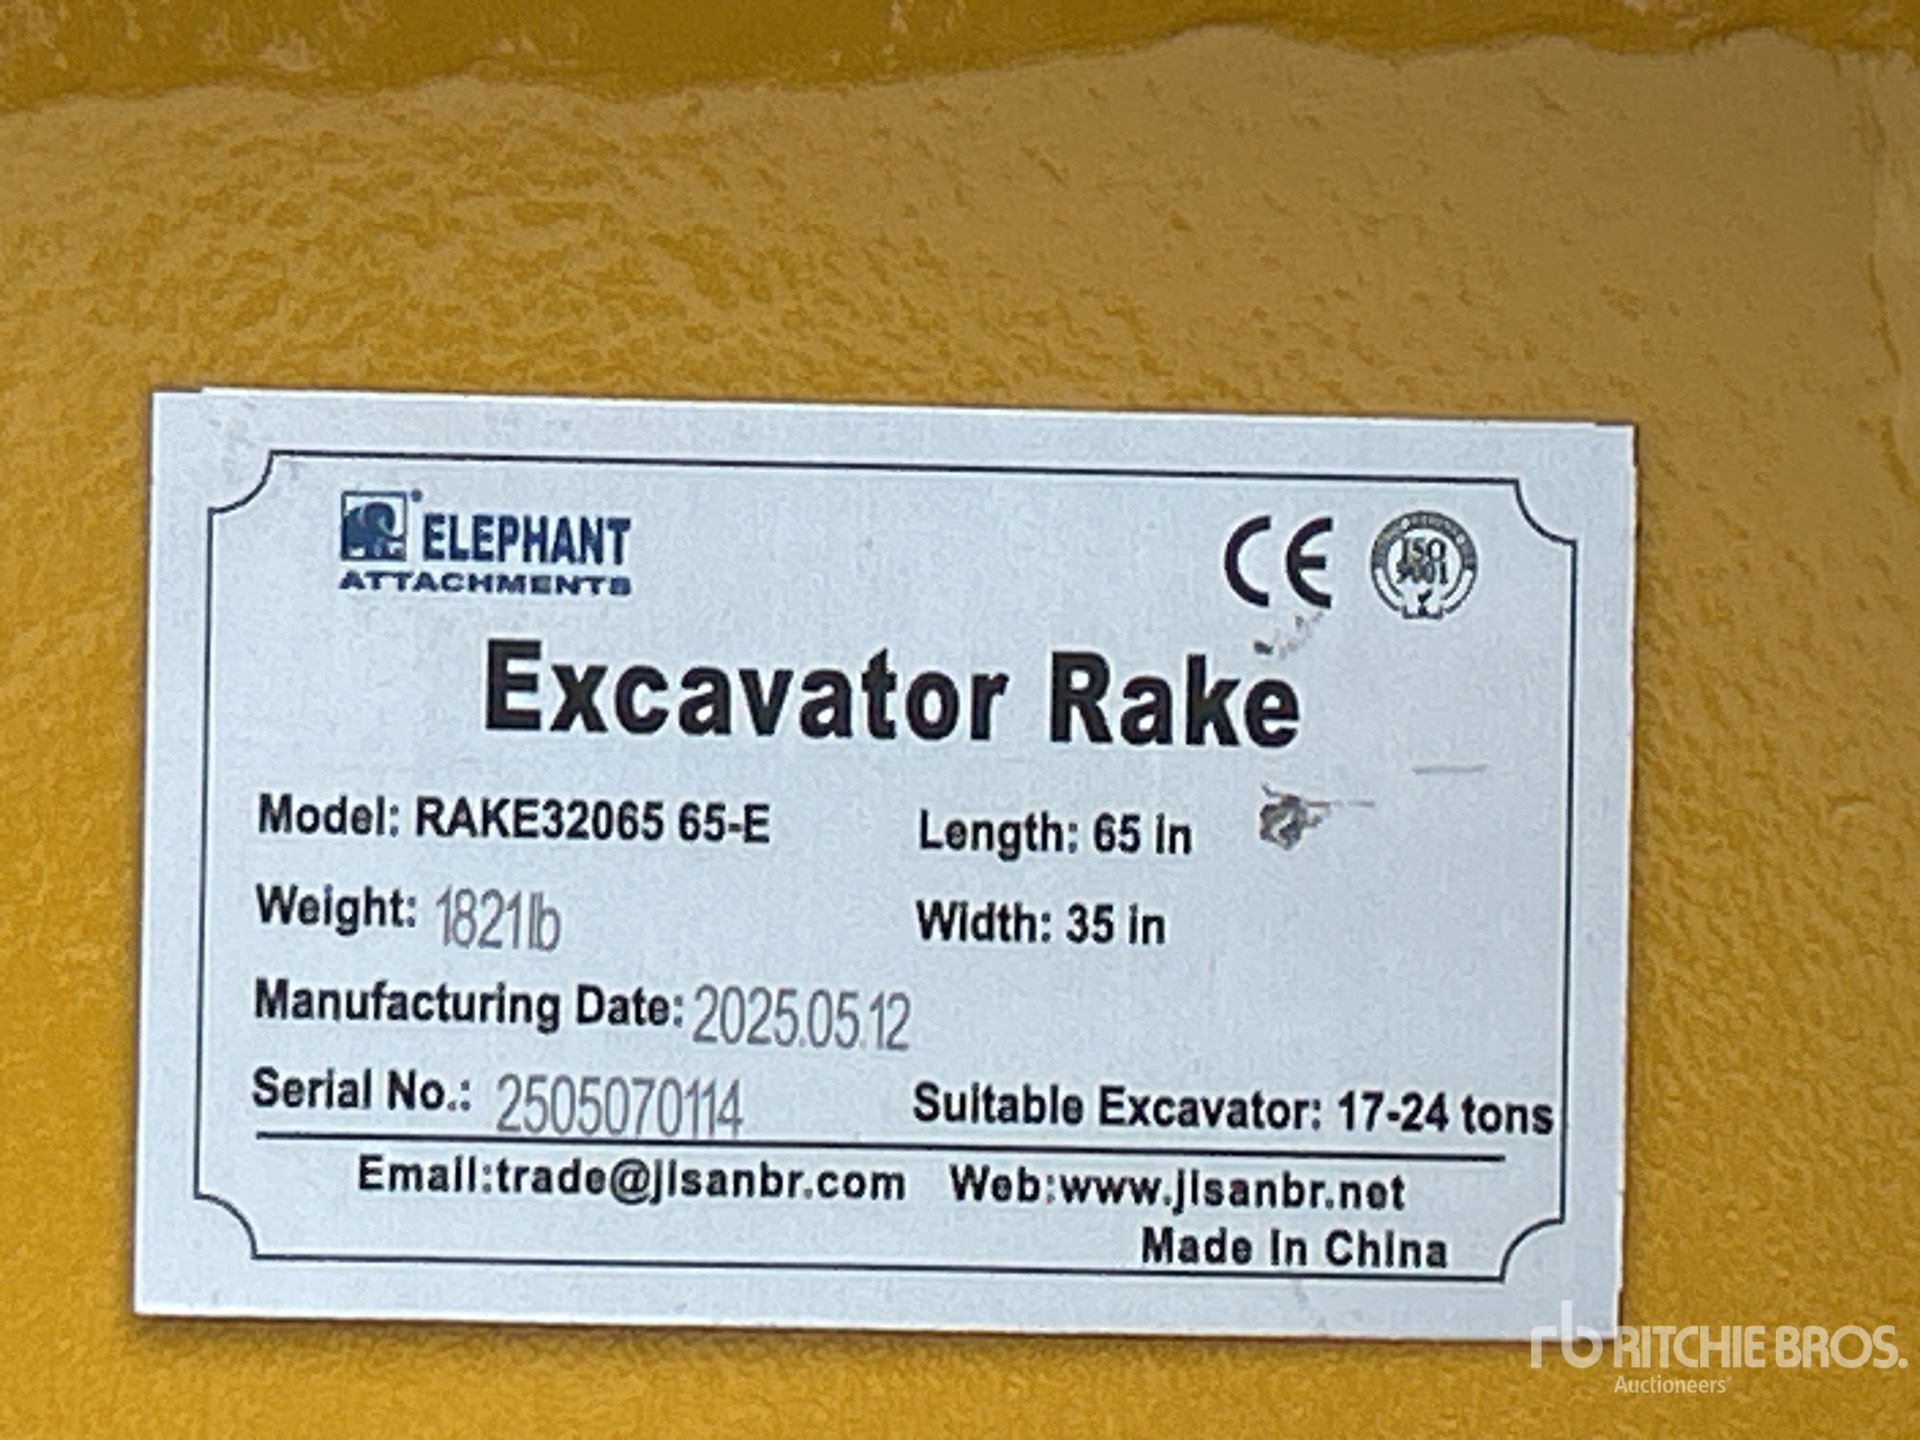 ELEPHANT
ATTACHMENTS
CE
ISO
9001
Excavator Rake
Model: RAKE32065 65-E
Length: 65 in
Weight: 1821lb
Width: 35 in
Manufacturing Date: 2025.05.12
Serial No.: 2505070114
Suitable Excavator: 17-24 tons
Email:trade@jisanbr.com Web:www.jisanbr.net
Made In China
rb RITCHIE BROS.
Auctioneers